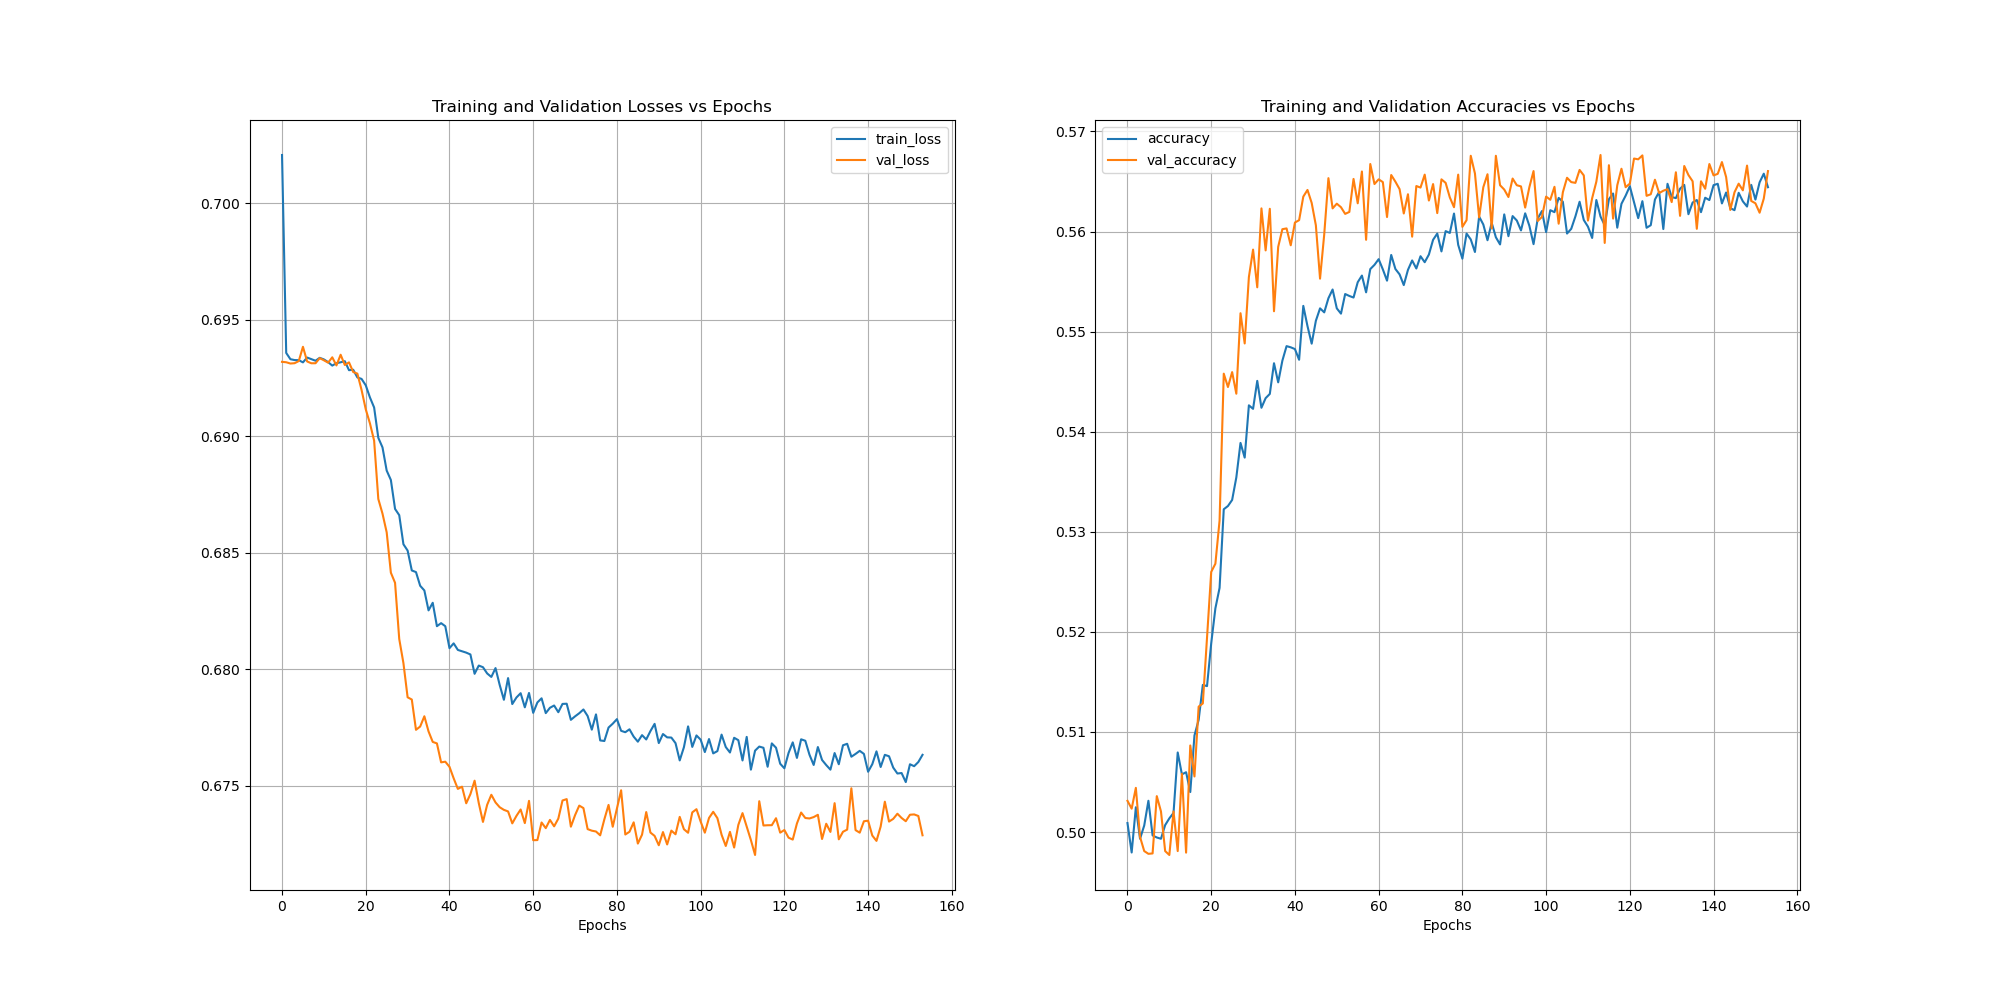 Training and Validation Losses vs Epochs
train_loss
val_loss
0.700
0.695
0.690
0.685
0.680
0.675
0 20 40 60 80 100 120 140 160
Epochs
Training and Validation Accuracies vs Epochs
accuracy
val_accuracy
0.57
0.56
0.55
0.54
0.53
0.52
0.51
0.50
0 20 40 60 80 100 120 140 160
Epochs